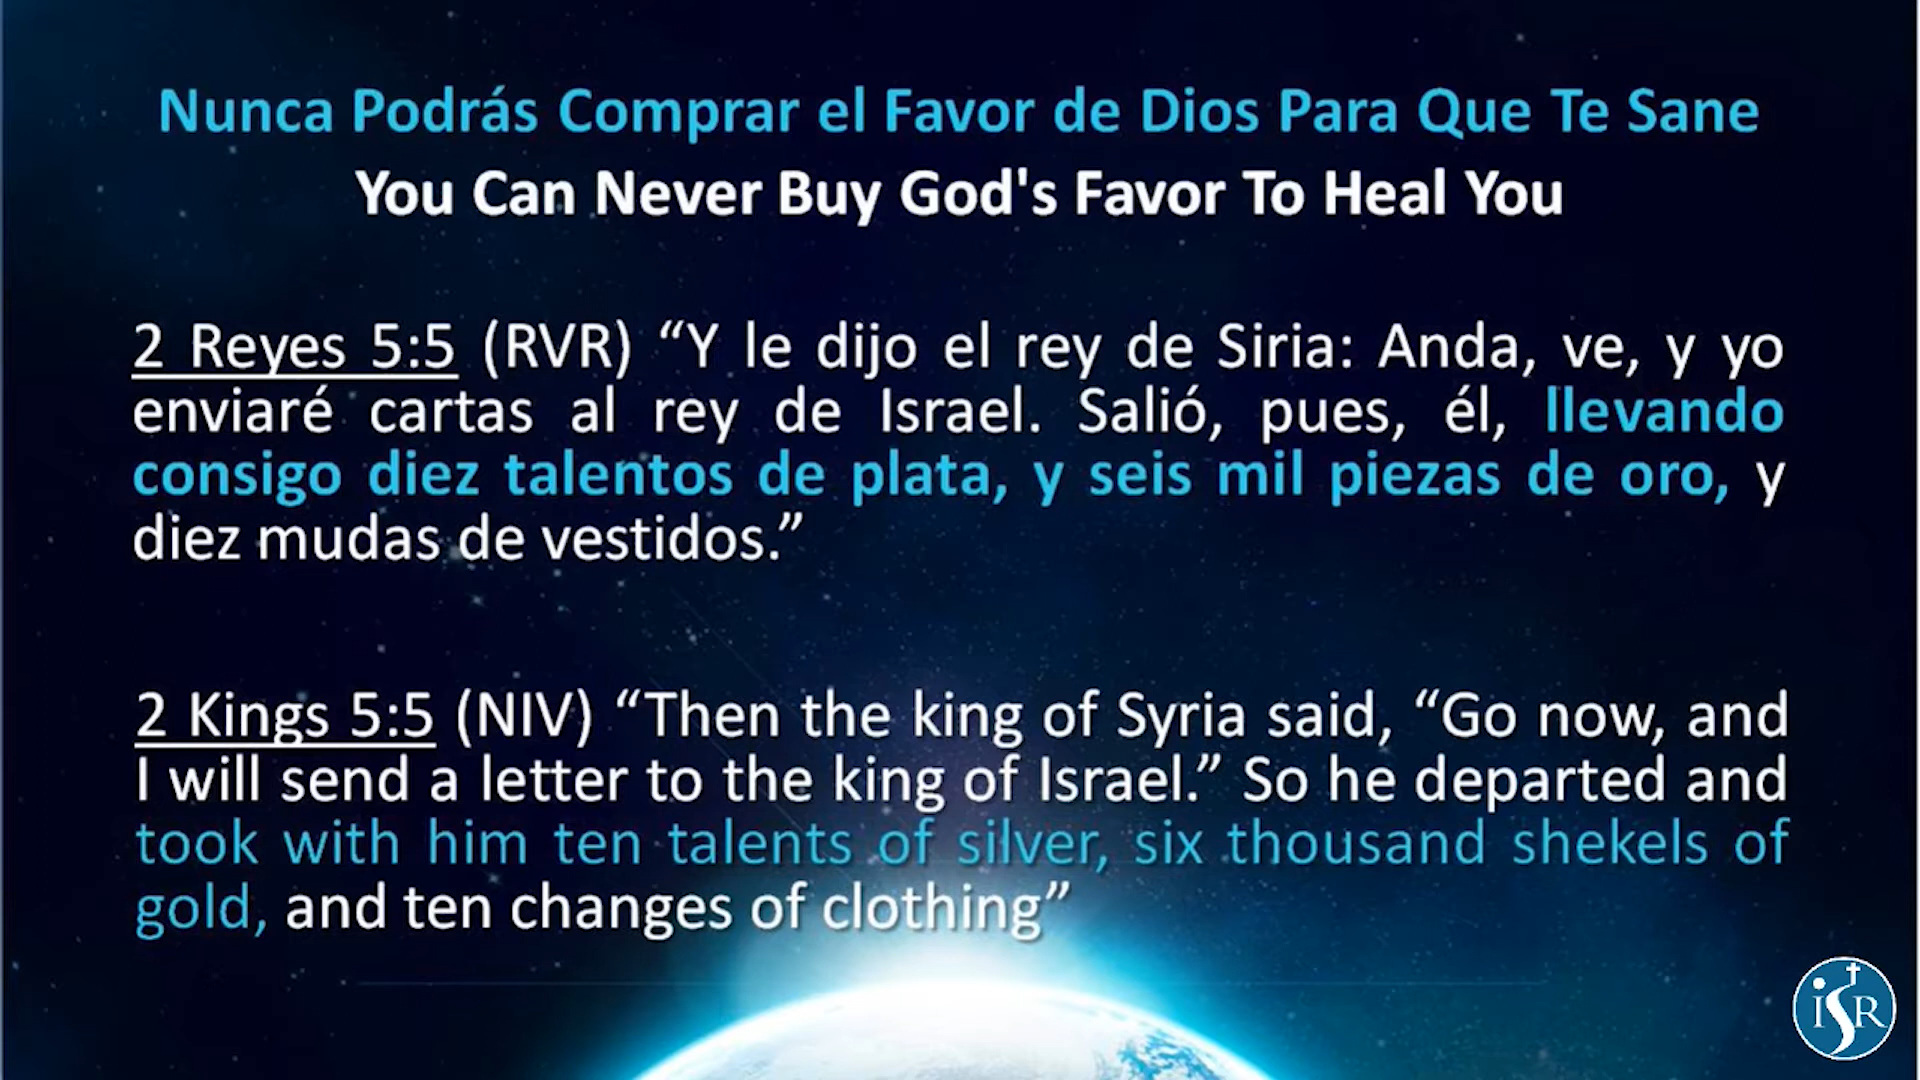 Nunca Podrás Comprar el Favor de Dios Para Que Te Sane
You Can Never Buy God's Favor To Heal You
2 Reyes 5:5 (RVR) “Y le dijo el rey de Siria: Anda, ve, y yo
enviaré cartas al rey de Israel. Salió, pues, él, llevando
consigo diez talentos de plata, y seis mil piezas de oro, y
diez mudas de vestidos.”
2 Kings 5:5 (NIV) “Then the king of Syria said, “Go now, and
I will send a letter to the king of Israel.” So he departed and
took with him ten talents of silver, six thousand shekels of
gold, and ten changes of clothing”
iSR